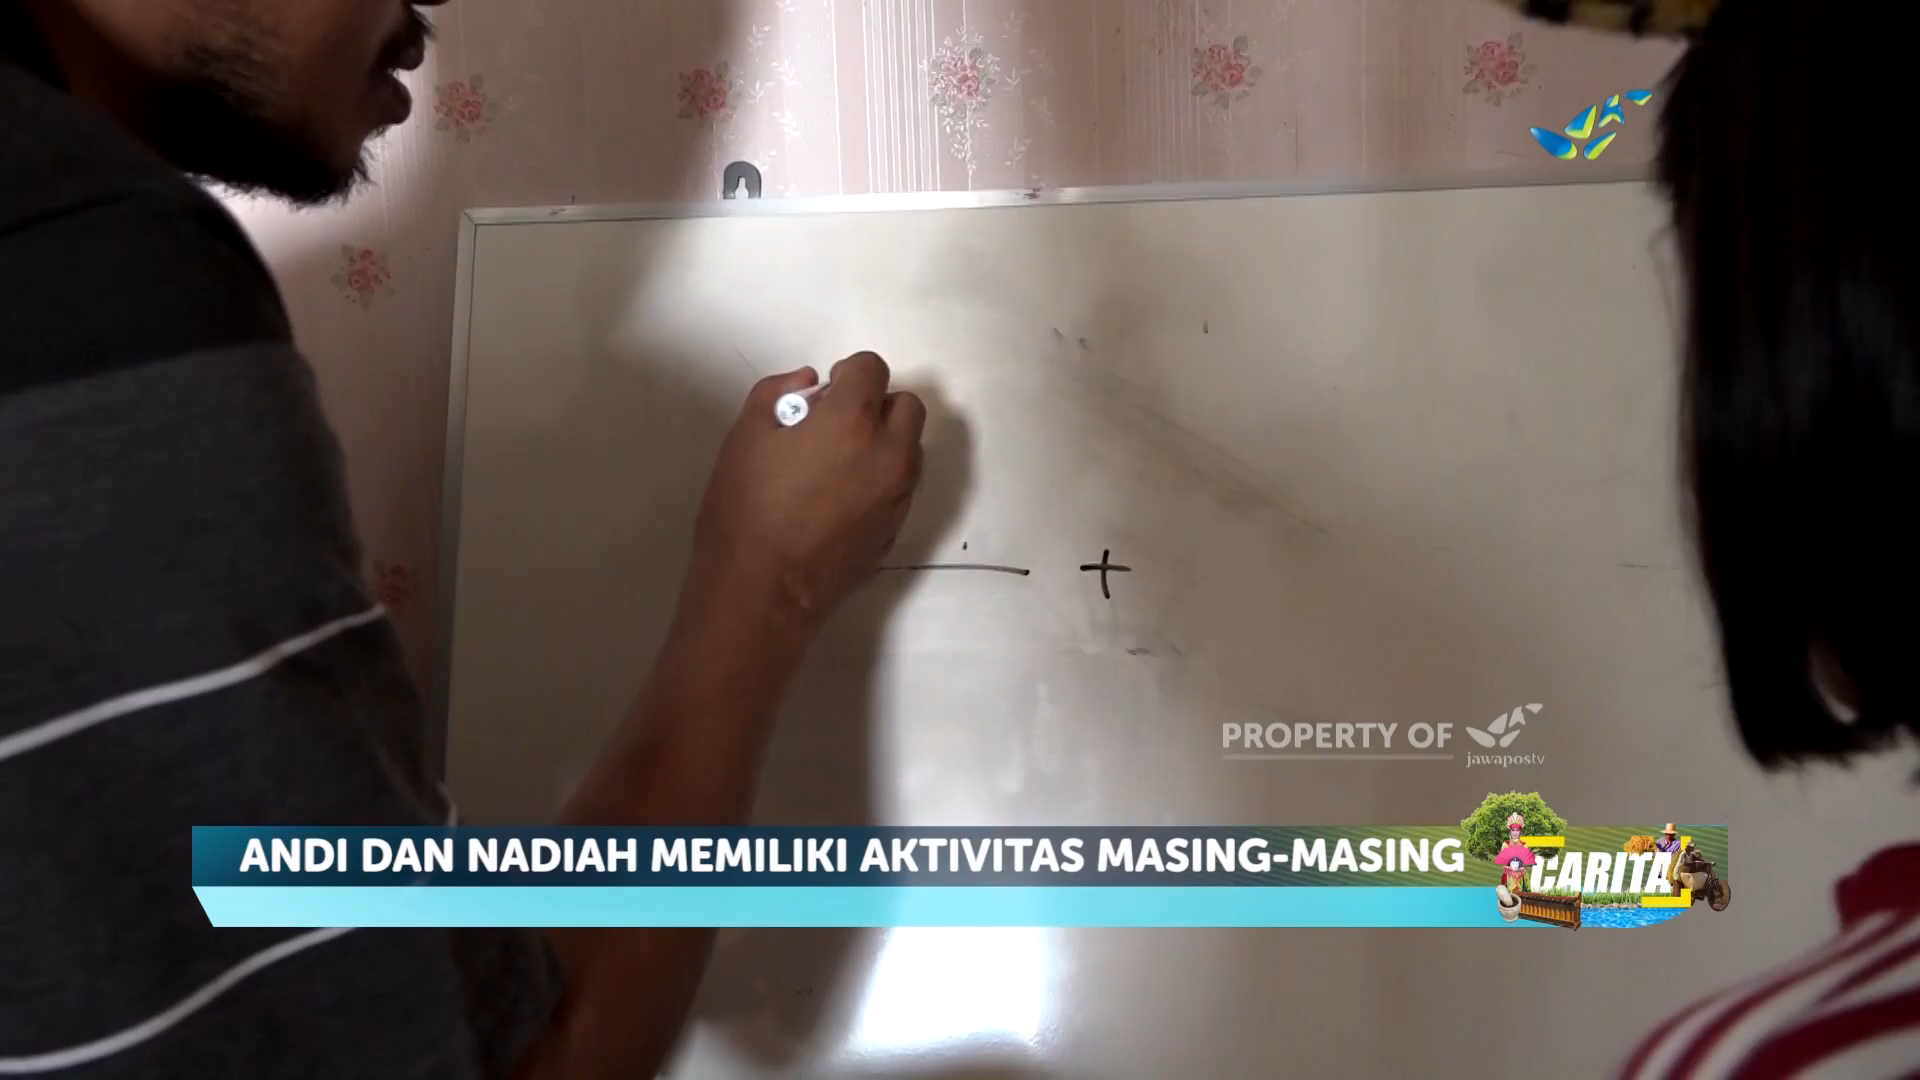 +
PROPERTY OF
jawapostv
ANDI DAN NADIAH MEMILIKI AKTIVITAS MASING-MASING
CARITA